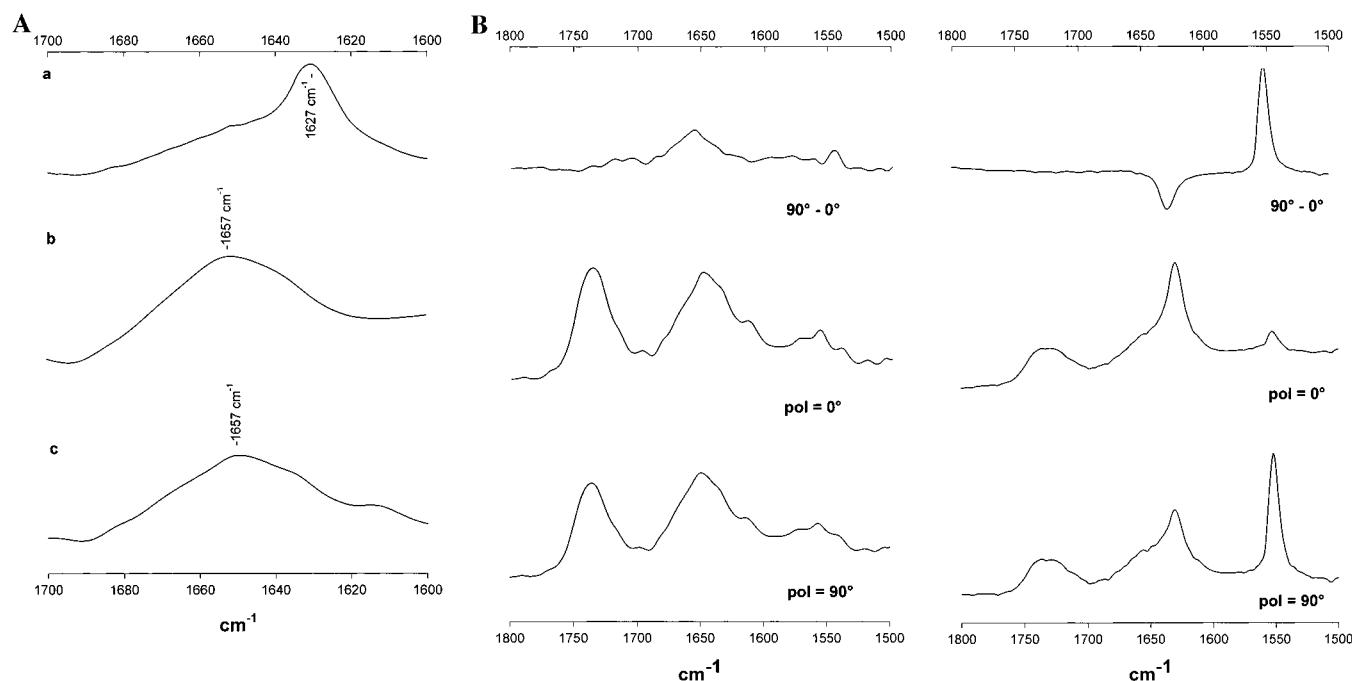 A
1700 1680 1660 1640 1620 1600
a
1627 cm-1 -
b
-1657 cm-1
c
-1657 cm-1
1700 1680 1660 1640 1620 1600
cm-1
B
1800 1750 1700 1650 1600 1550 1500
90° - 0°
pol = 0°
pol = 90°
1800 1750 1700 1650 1600 1550 1500
cm-1
1800 1750 1700 1650 1600 1550 1500
90° - 0°
pol = 0°
pol = 90°
1800 1750 1700 1650 1600 1550 1500
cm-1